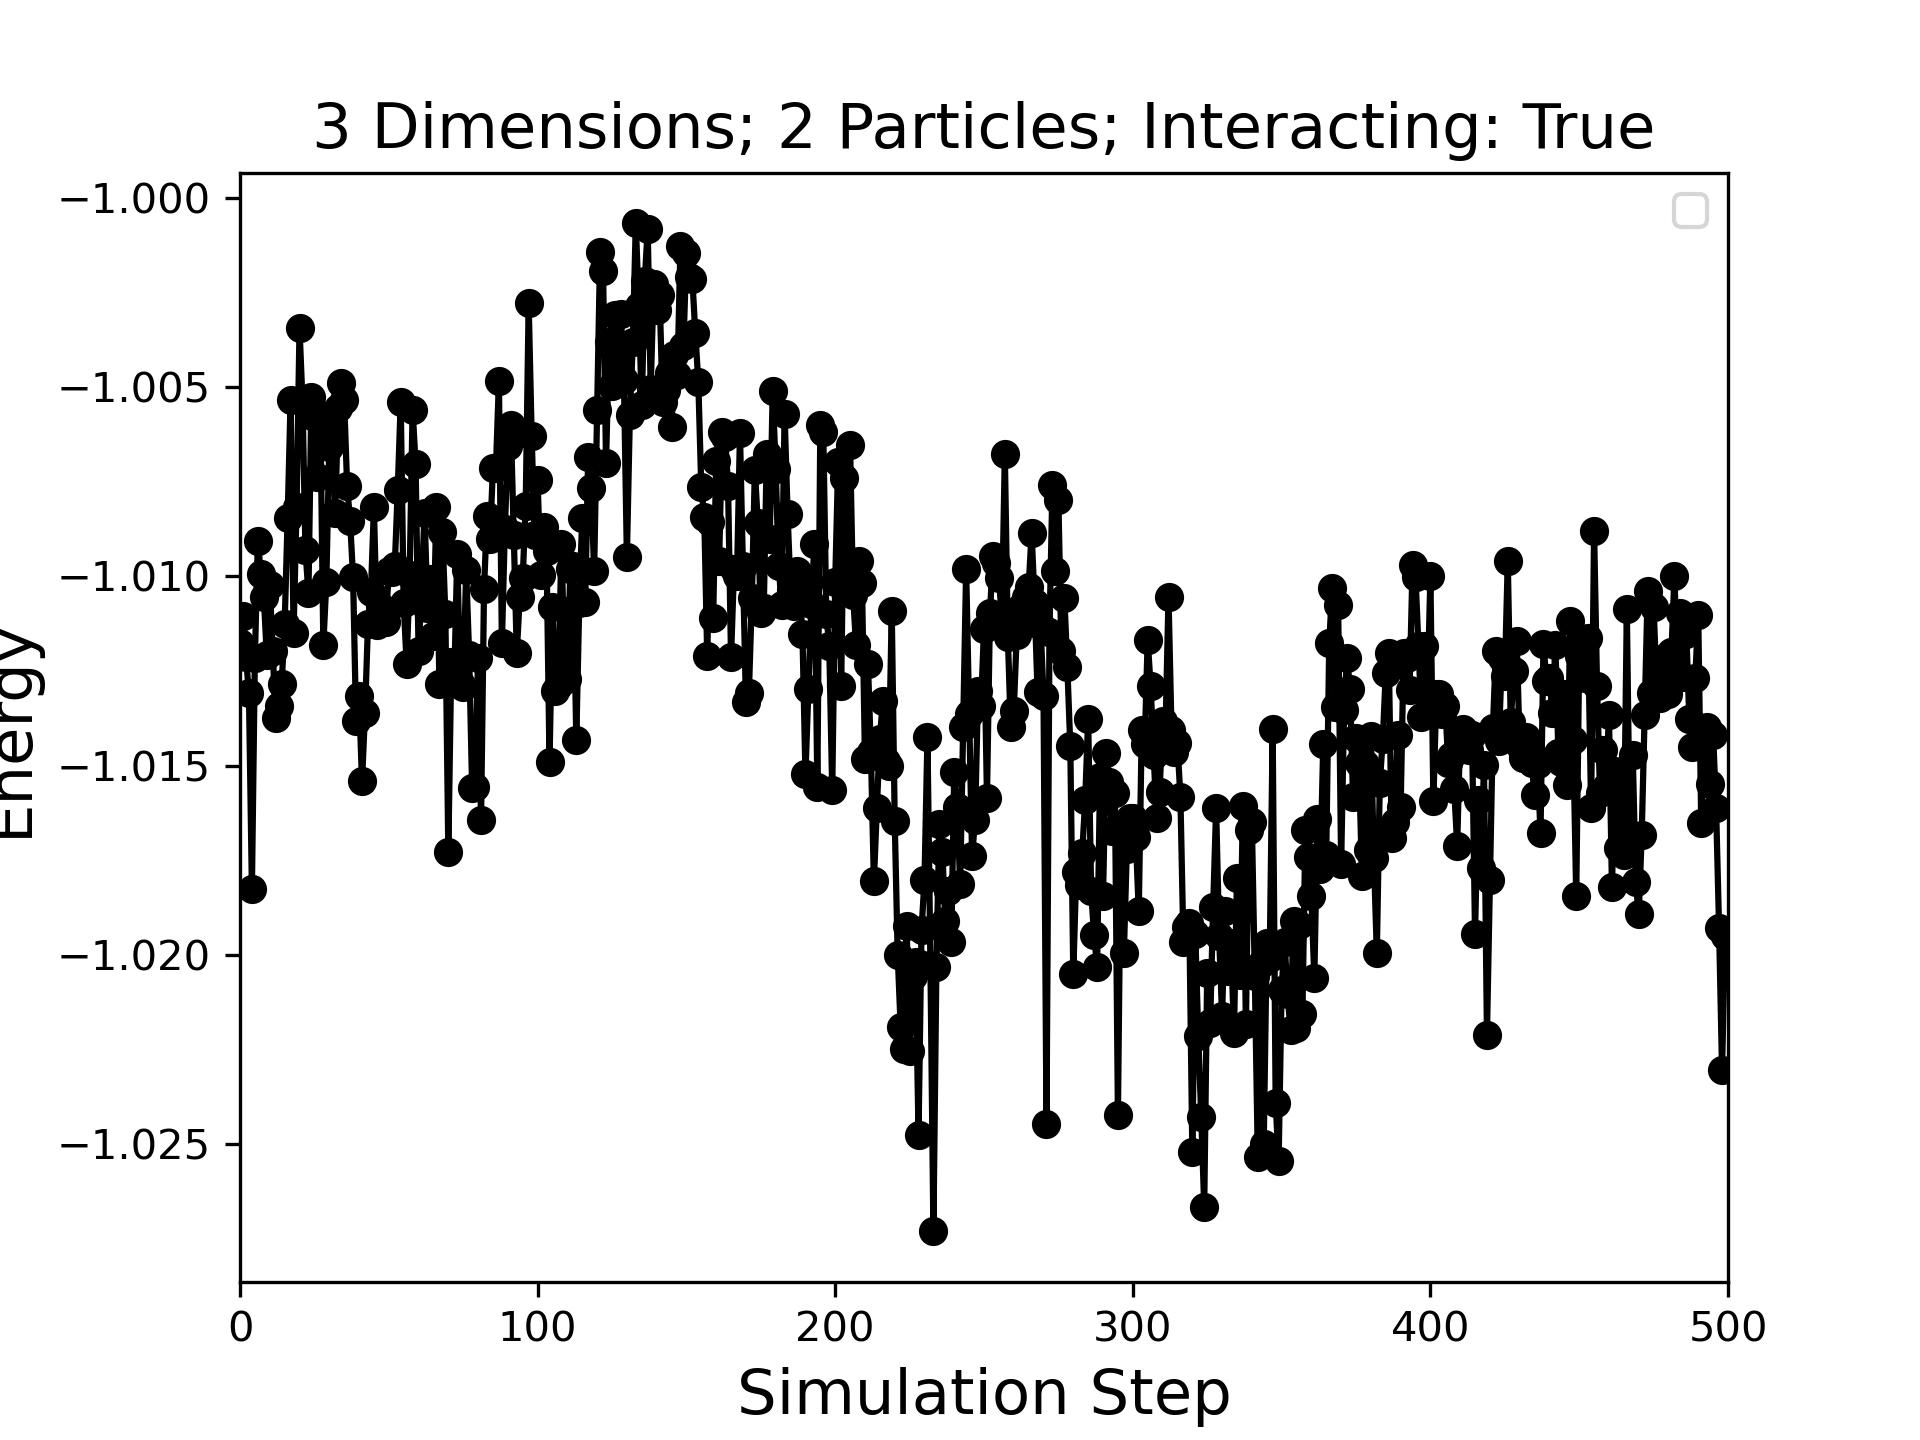 3 Dimensions; 2 Particles; Interacting: True
−1.000
−1.005
−1.010
−1.015
−1.020
−1.025
Energy
0 100 200 300 400 500
Simulation Step